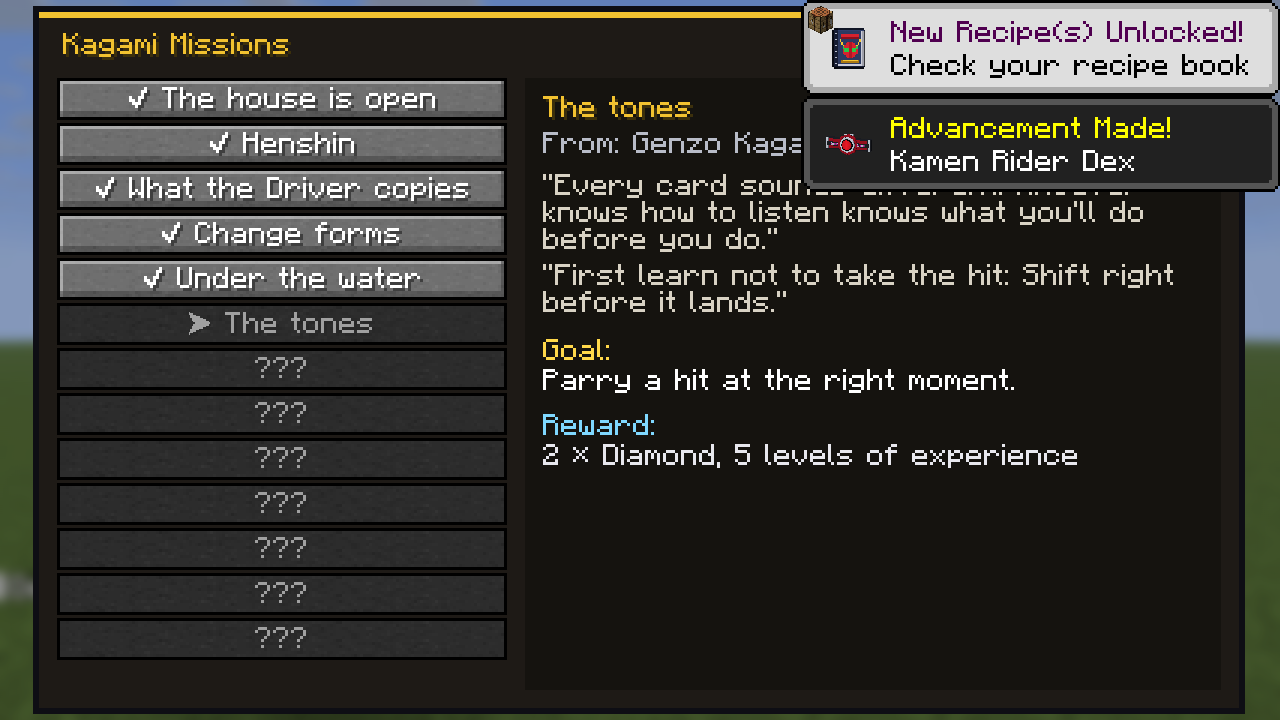 Kagami Missions
✓ The house is open
✓ Henshin
✓ What the Driver copies
✓ Change forms
✓ Under the water
➤ The tones
???
???
???
???
???
???
???
The tones
From: Genzo Kaga
"Every card
knows how to listen knows what you'll do
before you do."
"First learn not to take the hit: Shift right
before it lands."
Goal:
Parry a hit at the right moment.
Reward:
2 × Diamond, 5 levels of experience
New Recipe(s) Unlocked!
Check your recipe book
Advancement Made!
Kamen Rider Dex